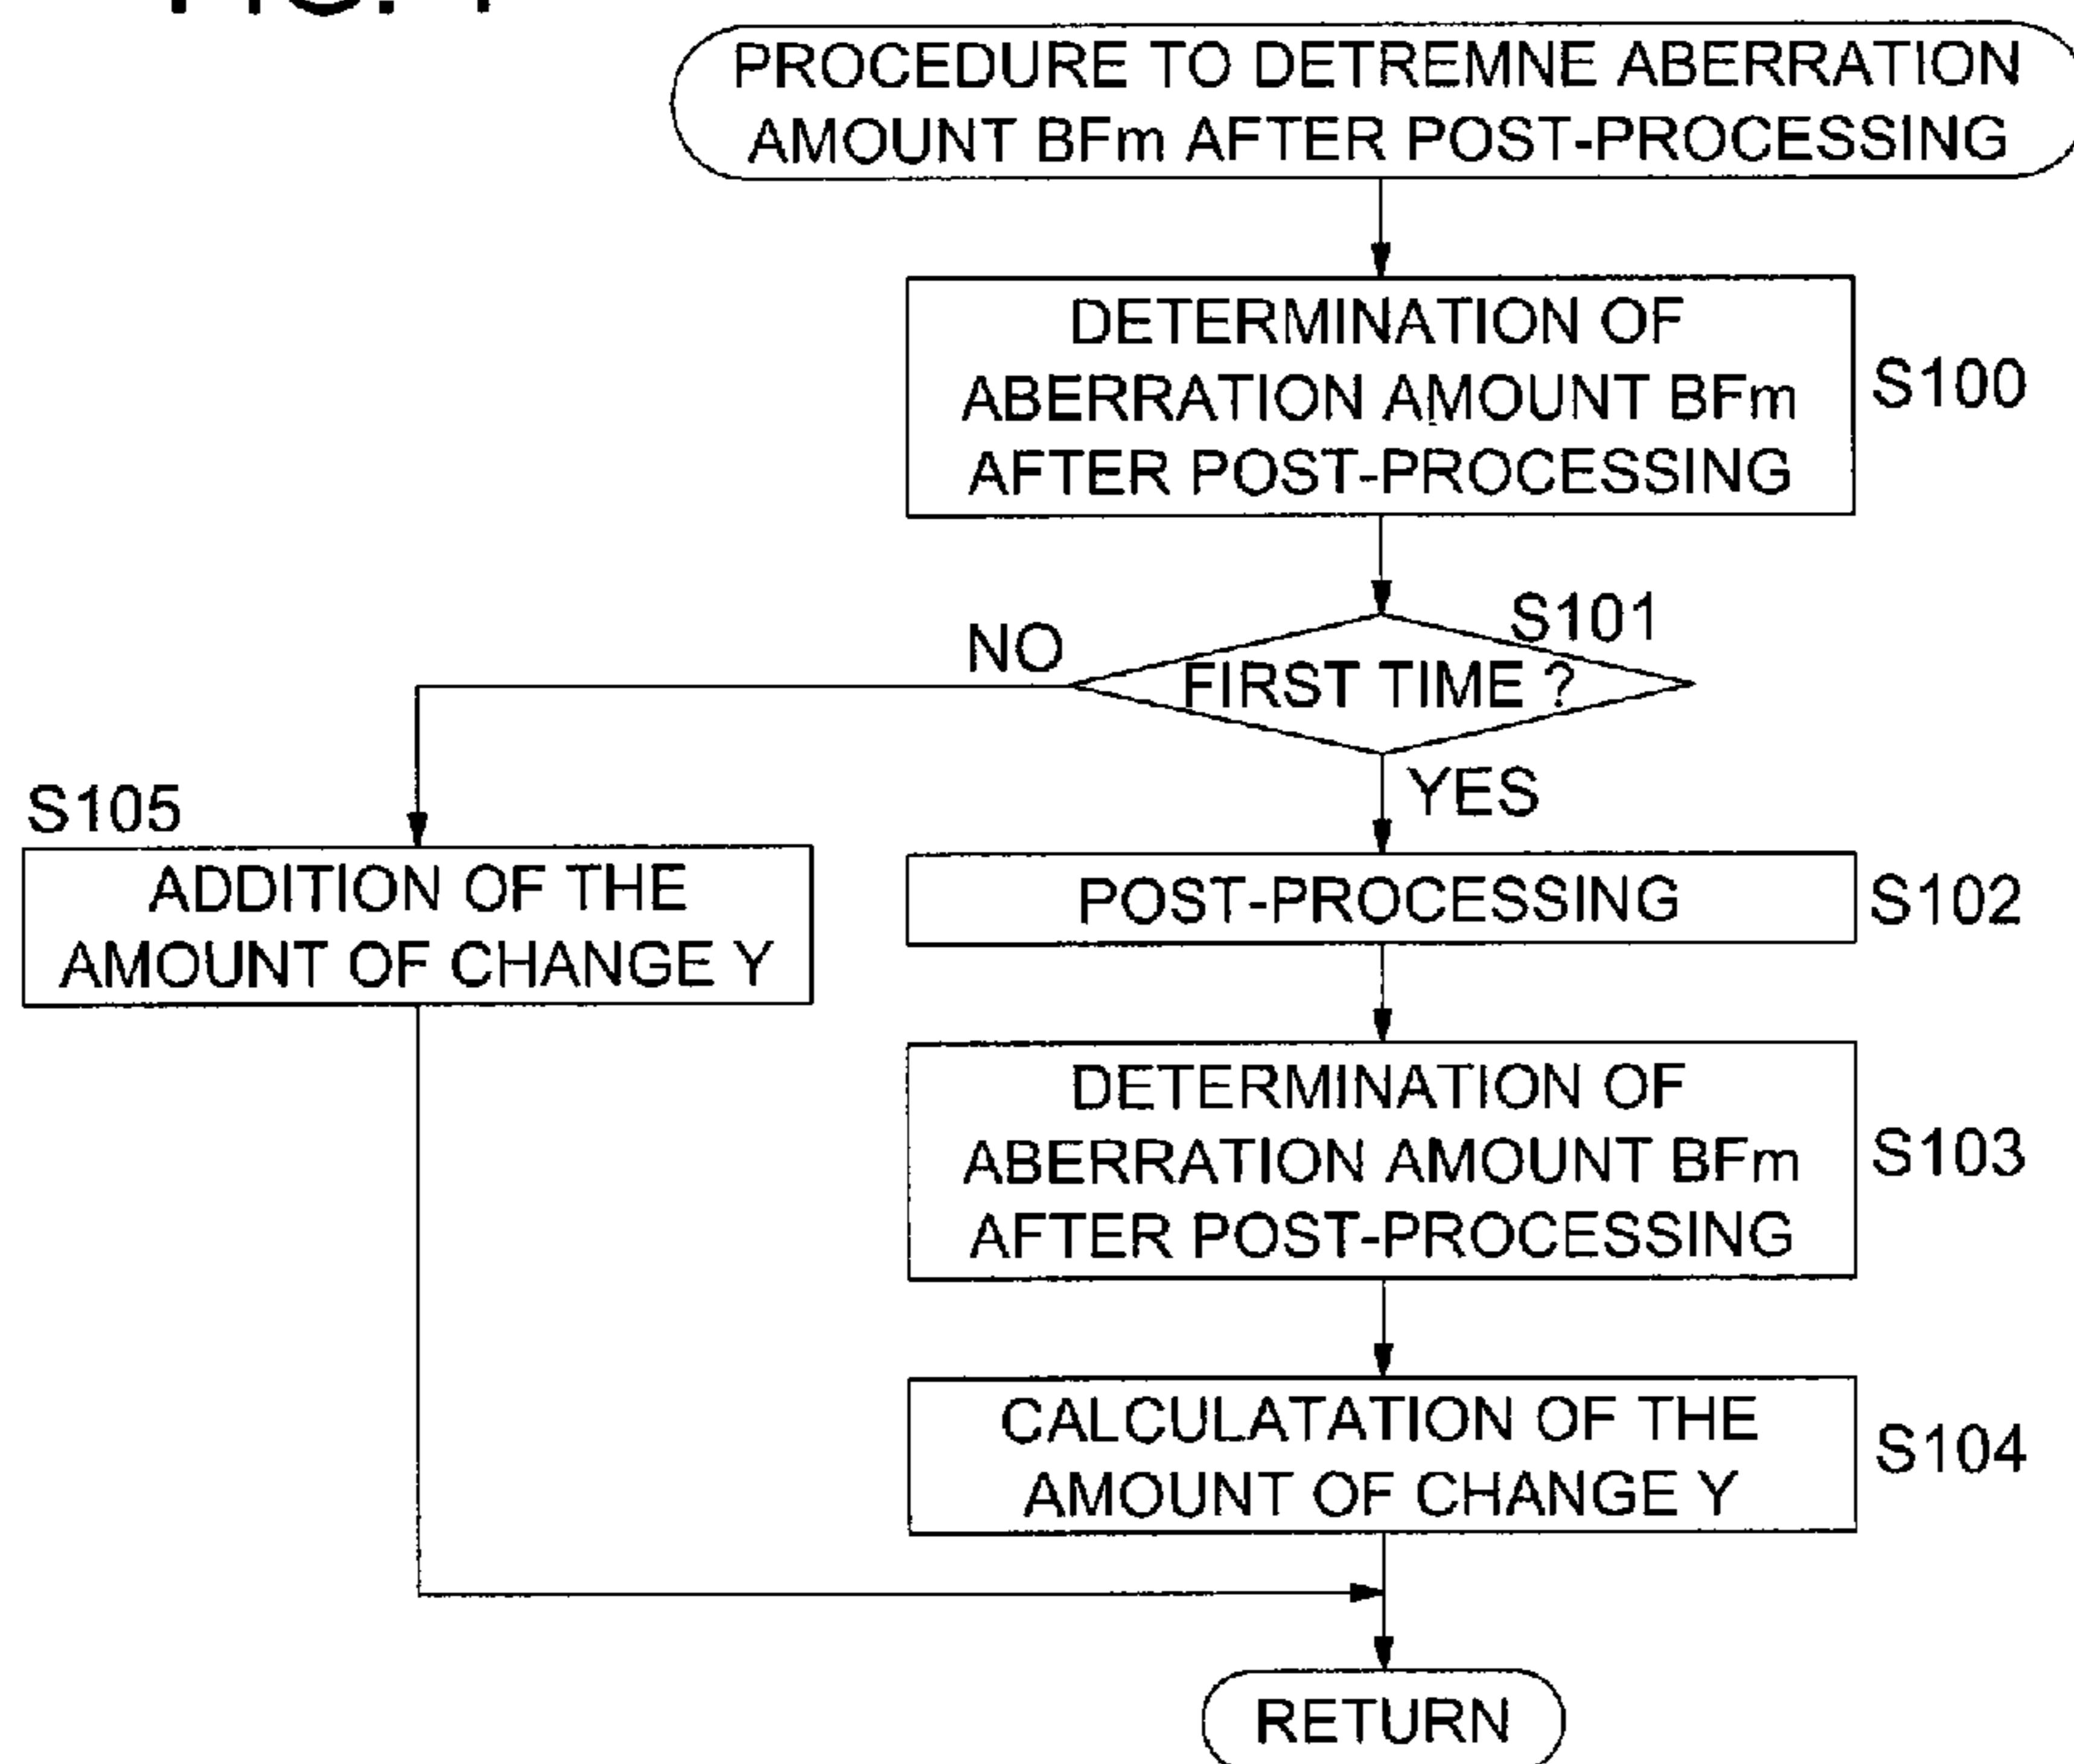 PROCEDURE TO DETREMNE ABERRATION
AMOUNT BFm AFTER POST-PROCESSING
DETERMINATION OF
ABERRATION AMOUNT BFm
AFTER POST-PROCESSING
S100
S101
NO
FIRST TIME ?
YES
S105
ADDITION OF THE
AMOUNT OF CHANGE Y
POST-PROCESSING
S102
DETERMINATION OF
ABERRATION AMOUNT BFm
AFTER POST-PROCESSING
S103
CALCULATATION OF THE
AMOUNT OF CHANGE Y
S104
RETURN